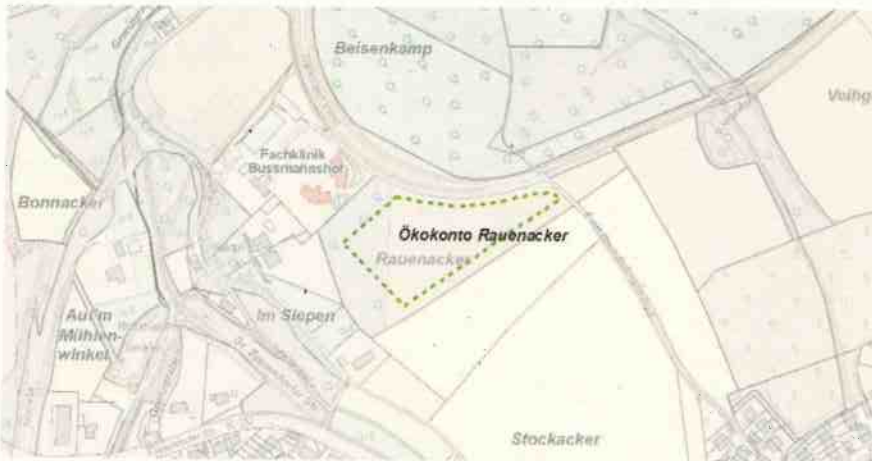 Beisenkamp
Fachklinik
Bussmannshof
Bonnacker
Ökokonto Rauenacker
Rauenacker
Auf'm
Mühlen-
winkel
Im Siepen
Stockacker